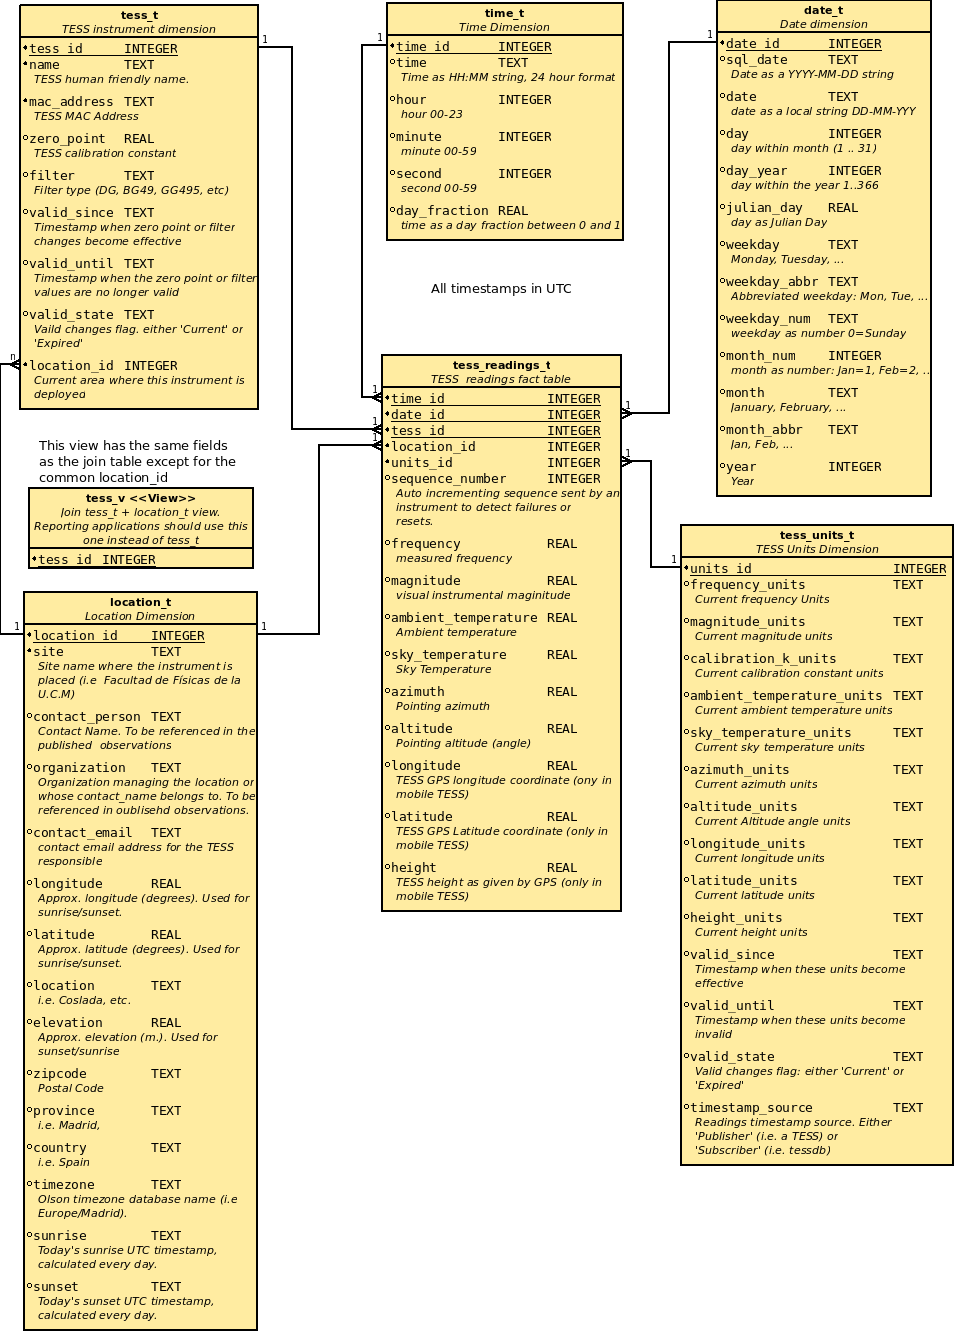 tess_t
TESS instrument dimension
tess_id INTEGER
name TEXT
TESS human friendly name.
mac_address TEXT
TESS MAC Address
zero_point REAL
TESS calibration constant
filter TEXT
Filter type (DG, BG49, GG495, etc)
valid_since TEXT
Timestamp when zero point or filter
changes become effective
valid_until TEXT
Timestamp when the zero point or filter
values are no longer valid
valid_state TEXT
Vaild changes flag. either 'Current' or
'Expired'
location_id INTEGER
Current area where this instrument is
deployed
1
n
This view has the same fields
as the join table except for the
common location_id
tess_v <<View>>
Join tess_t + location_t view.
Reporting applications should use this
one instead of tess_t
tess_id INTEGER
location_t
Location Dimension
1
1
location_id INTEGER
site TEXT
Site name where the instrument is
placed (i.e Facultad de Físicas de la
U.C.M)
contact_person TEXT
Contact Name. To be referenced in the
published observations
organization TEXT
Organization managing the location or
whose contact_name belongs to. To be
referenced in oublisehd observations.
contact_email TEXT
contact email address for the TESS
responsible
longitude REAL
Approx. longitude (degrees). Used for
sunrise/sunset.
latitude REAL
Approx. latitude (degrees). Used for
sunrise/sunset.
location TEXT
i.e. Coslada, etc.
elevation REAL
Approx. elevation (m.). Used for
sunset/sunrise
zipcode TEXT
Postal Code
province TEXT
i.e. Madrid,
country TEXT
i.e. Spain
timezone TEXT
Olson timezone database name (i.e
Europe/Madrid).
sunrise TEXT
Today's sunrise UTC timestamp,
calculated every day.
sunset TEXT
Today's sunset UTC timestamp,
calculated every day.
time_t
Time Dimension
1
time_id INTEGER
time TEXT
Time as HH:MM string, 24 hour format
hour INTEGER
hour 00-23
minute INTEGER
minute 00-59
second INTEGER
second 00-59
day_fraction REAL
time as a day fraction between 0 and 1
All timestamps in UTC
tess_readings_t
TESS readings fact table
1
time_id INTEGER
date_id INTEGER
1
1
tess_id INTEGER
1
location_id INTEGER
units_id INTEGER
1
sequence_number INTEGER
Auto incrementing sequence sent by an
instrument to detect failures or
resets.
frequency REAL
measured frequency
magnitude REAL
visual instrumental maginitude
ambient_temperature REAL
Ambient temperature
sky_temperature REAL
Sky Temperature
azimuth REAL
Pointing azimuth
altitude REAL
Pointing altitude (angle)
longitude REAL
TESS GPS longitude coordinate (ony in
mobile TESS)
latitude REAL
TESS GPS Latitude coordinate (only in
mobile TESS)
height REAL
TESS height as given by GPS (only in
mobile TESS)
date_t
Date dimension
1
date_id INTEGER
sql_date TEXT
Date as a YYYY-MM-DD string
date TEXT
date as a local string DD-MM-YYY
day INTEGER
day within month (1 .. 31)
day_year INTEGER
day within the year 1..366
julian_day REAL
day as Julian Day
weekday TEXT
Monday, Tuesday, ...
weekday_abbr TEXT
Abbreviated weekday: Mon, Tue, ...
weekday_num TEXT
weekday as number 0=Sunday
month_num INTEGER
month as number: Jan=1, Feb=2, ..
month TEXT
January, February, ...
month_abbr TEXT
Jan, Feb, ...
year INTEGER
Year
tess_units_t
TESS Units Dimension
1
units_id INTEGER
frequency_units TEXT
Current frequency Units
magnitude_units TEXT
Current magnitude units
calibration_k_units TEXT
Current calibration constant units
ambient_temperature_units TEXT
Current ambient temperature units
sky_temperature_units TEXT
Current sky temperature units
azimuth_units TEXT
Current azimuth units
altitude_units TEXT
Current Altitude angle units
longitude_units TEXT
Current longitude units
latitude_units TEXT
Current latitude units
height_units TEXT
Current height units
valid_since TEXT
Timestamp when these units become
effective
valid_until TEXT
Timestamp when these units become
invalid
valid_state TEXT
Valid changes flag: either 'Current' or
'Expired'
timestamp_source TEXT
Readings timestamp source. Either
'Publisher' (i.e. a TESS) or
'Subscriber' (i.e. tessdb)